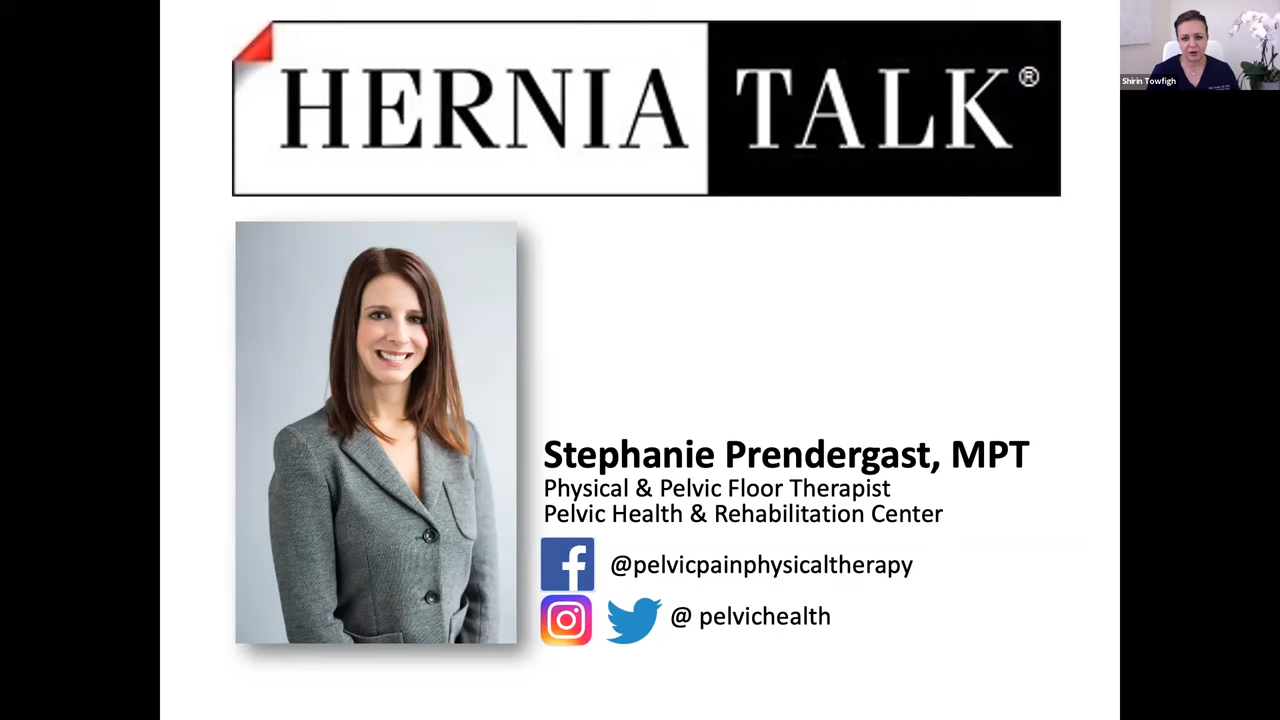 HERNIA TALK®
Shirin Towfigh
Stephanie Prendergast, MPT
Physical & Pelvic Floor Therapist
Pelvic Health & Rehabilitation Center
@pelvicpainphysicaltherapy
@ pelvichealth